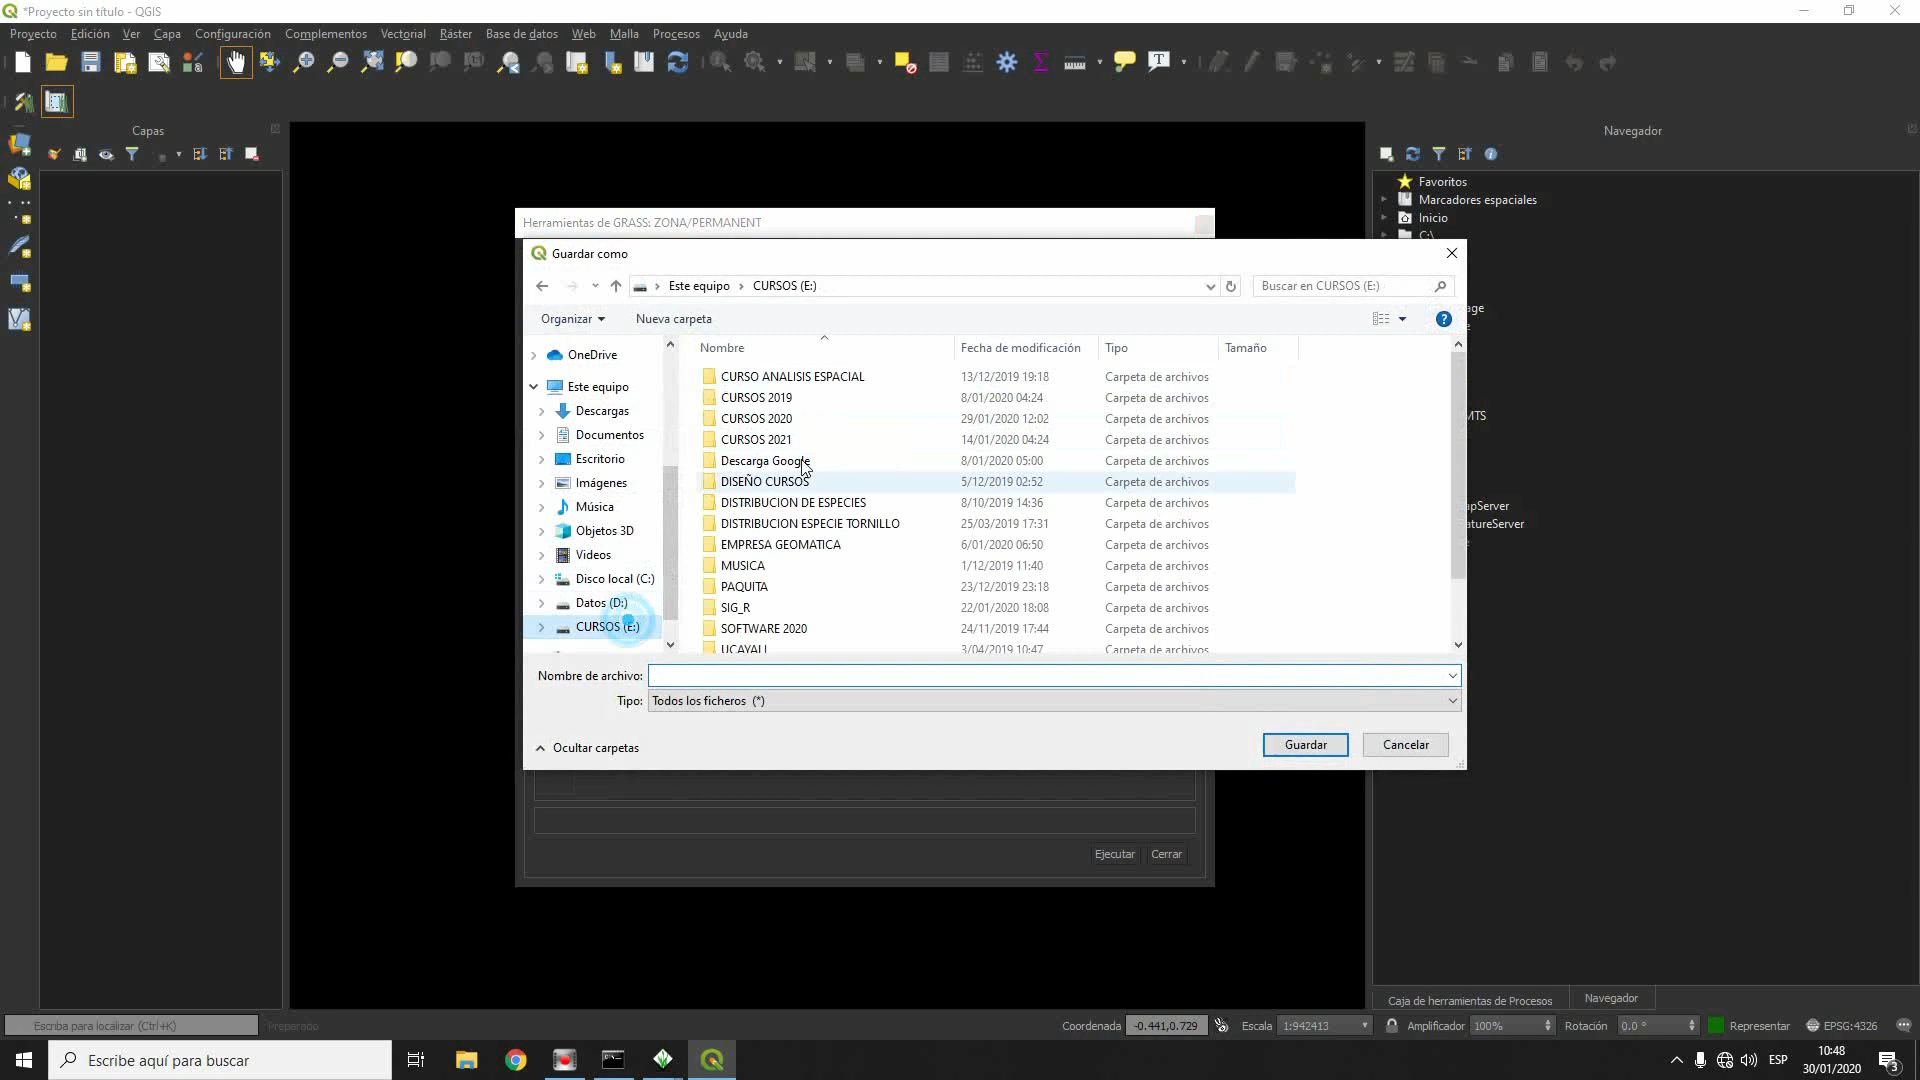 *Proyecto sin título - QGIS
Proyecto Edición Ver Capa Configuración Complementos Vectorial Ráster Base de datos Web Malla Procesos Ayuda
Capas
Navegador
Favoritos
Marcadores espaciales
Inicio
C:\
Herramientas de GRASS: ZONA/PERMANENT
Guardar como
Este equipo > CURSOS (E:)
Buscar en CURSOS (E:)
Organizar
Nueva carpeta
OneDrive
Este equipo
Descargas
Documentos
Escritorio
Imágenes
Música
Objetos 3D
Videos
Disco local (C:)
Datos (D:)
CURSOS (E:)
Nombre Fecha de modificación Tipo Tamaño
CURSO ANALISIS ESPACIAL 13/12/2019 19:18 Carpeta de archivos
CURSOS 2019 8/01/2020 04:24 Carpeta de archivos
CURSOS 2020 29/01/2020 12:02 Carpeta de archivos
CURSOS 2021 14/01/2020 04:24 Carpeta de archivos
Descarga Google 8/01/2020 05:00 Carpeta de archivos
DISEÑO CURSOS 5/12/2019 02:52 Carpeta de archivos
DISTRIBUCION DE ESPECIES 8/10/2019 14:36 Carpeta de archivos
DISTRIBUCION ESPECIE TORNILLO 25/03/2019 17:31 Carpeta de archivos
EMPRESA GEOMATICA 6/01/2020 06:50 Carpeta de archivos
MUSICA 1/12/2019 11:40 Carpeta de archivos
PAQUITA 23/12/2019 23:18 Carpeta de archivos
SIG_R 22/01/2020 18:08 Carpeta de archivos
SOFTWARE 2020 24/11/2019 17:44 Carpeta de archivos
UCAYALI 3/04/2019 10:47 Carpeta de archivos
Nombre de archivo:
Tipo: Todos los ficheros (*)
Ocultar carpetas
Guardar
Cancelar
Ejecutar
Cerrar
Caja de herramientas de Procesos
Navegador
Escriba para localizar (Ctrl+K)
Preparado
Coordenada -0.441,0.729 Escala 1:942413 Amplificador 100% Rotación 0.0 ° Representar EPSG:4326
Escribe aquí para buscar
ESP
10:48
30/01/2020
3